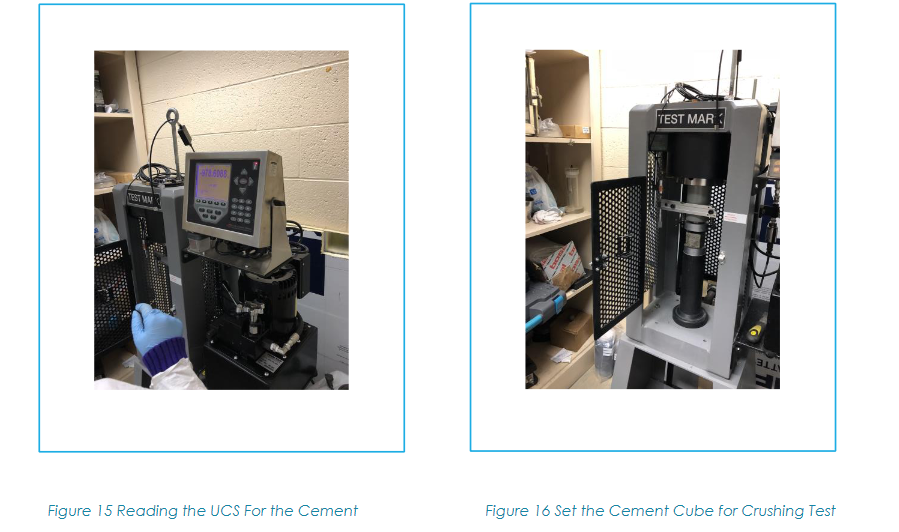 TEST MAR
TEST MARK
Figure 15 Reading the UCS For the Cement
Figure 16 Set the Cement Cube for Crushing Test